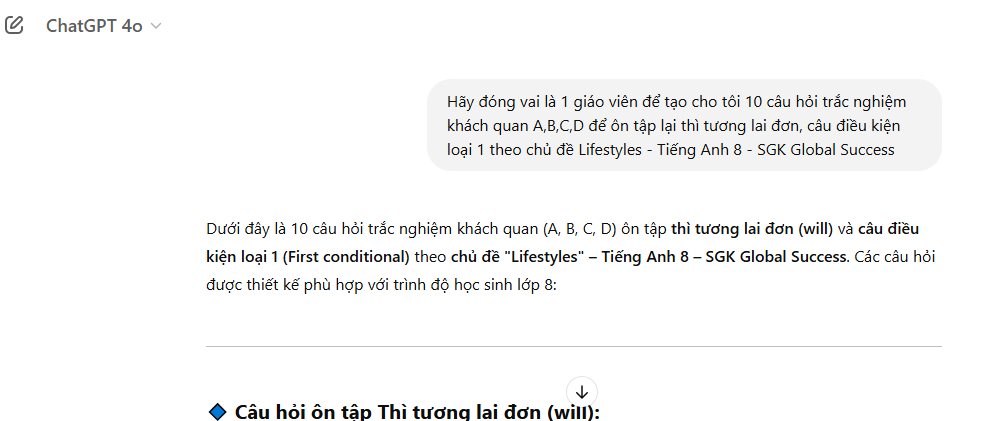 ChatGPT 4o
Hãy đóng vai là 1 giáo viên để tạo cho tôi 10 câu hỏi trắc nghiệm
khách quan A,B,C,D để ôn tập lại thì tương lai đơn, câu điều kiện
loại 1 theo chủ đề Lifestyles - Tiếng Anh 8 - SGK Global Success
Dưới đây là 10 câu hỏi trắc nghiệm khách quan (A, B, C, D) ôn tập thì tương lai đơn (will) và câu điều
kiện loại 1 (First conditional) theo chủ đề "Lifestyles" – Tiếng Anh 8 – SGK Global Success. Các câu hỏi
được thiết kế phù hợp với trình độ học sinh lớp 8:
Câu hỏi ôn tập Thì tương lai đơn (will):